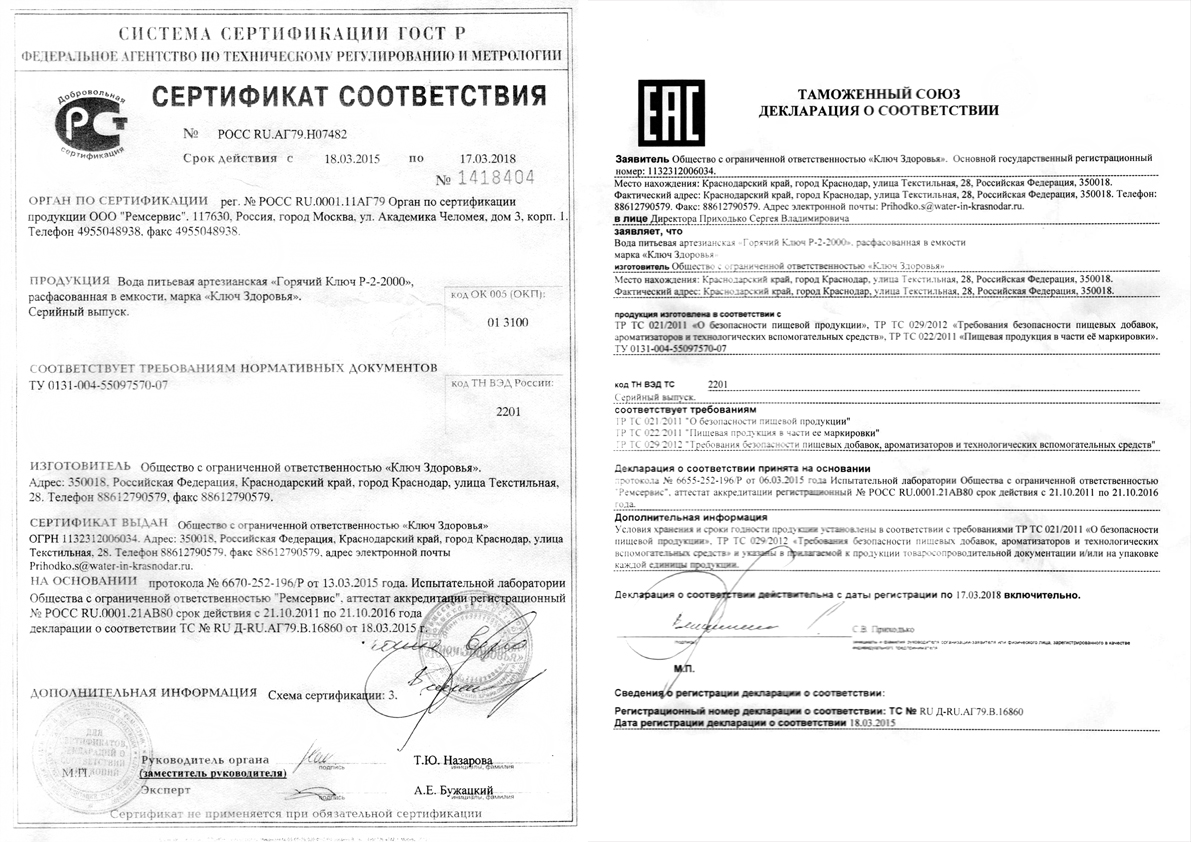 СИСТЕМА СЕРТИФИКАЦИИ ГОСТ Р
ФЕДЕРАЛЬНОЕ АГЕНТСТВО ПО ТЕХНИЧЕСКОМУ РЕГУЛИРОВАНИЮ И МЕТРОЛОГИИ
Добровольная
сертификация
СЕРТИФИКАТ СООТВЕТСТВИЯ
№ РОСС RU.АГ79.Н07482
Срок действия с 18.03.2015 по 17.03.2018
№ 1418404
ОРГАН ПО СЕРТИФИКАЦИИ рег. № РОСС RU.0001.11АГ79 Орган по сертификации
продукции ООО "Ремсервис". 117630, Россия, город Москва, ул. Академика Челомея, дом 3, корп. 1.
Телефон 4955048938, факс 4955048938.
ПРОДУКЦИЯ Вода питьевая артезианская «Горячий Ключ Р-2-2000»,
расфасованная в емкости, марка «Ключ Здоровья».
Серийный выпуск.
код ОК 005 (ОКП):
01 3100
СООТВЕТСТВУЕТ ТРЕБОВАНИЯМ НОРМАТИВНЫХ ДОКУМЕНТОВ
ТУ 0131-004-55097570-07
код ТН ВЭД России:
2201
ИЗГОТОВИТЕЛЬ Общество с ограниченной ответственностью «Ключ Здоровья».
Адрес: 350018, Российская Федерация, Краснодарский край, город Краснодар, улица Текстильная,
28. Телефон 88612790579, факс 88612790579.
СЕРТИФИКАТ ВЫДАН Общество с ограниченной ответственностью «Ключ Здоровья»
ОГРН 1132312006034. Адрес: 350018, Российская Федерация, Краснодарский край, город Краснодар, улица
Текстильная, 28. Телефон 88612790579. факс 88612790579, адрес электронной почты
Prihodko.s@water-in-krasnodar.ru.
НА ОСНОВАНИИ протокола № 6670-252-196/Р от 13.03.2015 года. Испытательной лаборатории
Общества с ограниченной ответственностью "Ремсервис", аттестат аккредитации регистрационный
№ РОСС RU.0001.21АВ80 срок действия с 21.10.2011 по 21.10.2016 года
декларации о соответствии ТС № RU Д-RU.АГ79.В.16860 от 18.03.2015 г.
ДОПОЛНИТЕЛЬНАЯ ИНФОРМАЦИЯ Схема сертификации: 3.
М.П.
Руководитель органа
(заместитель руководителя)
подпись
Т.Ю. Назарова
инициалы, фамилия
Эксперт
подпись
А.Е. Бужацкий
инициалы, фамилия
Сертификат не применяется при обязательной сертификации
EAC
ТАМОЖЕННЫЙ СОЮЗ
ДЕКЛАРАЦИЯ О СООТВЕТСТВИИ
Заявитель Общество с ограниченной ответственностью «Ключ Здоровья». Основной государственный регистрационный
номер: 1132312006034.
Место нахождения: Краснодарский край, город Краснодар, улица Текстильная, 28, Российская Федерация, 350018.
Фактический адрес: Краснодарский край, город Краснодар, улица Текстильная, 28, Российская Федерация, 350018. Телефон:
88612790579. Факс: 88612790579. Адрес электронной почты: Prihodko.s@water-in-krasnodar.ru.
в лице Директора Приходько Сергея Владимировича
заявляет, что
Вода питьевая артезианская «Горячий Ключ Р-2-2000», расфасованная в емкости
марка «Ключ Здоровья»
изготовитель Общество с ограниченной ответственностью «Ключ Здоровья»
Место нахождения: Краснодарский край, город Краснодар, улица Текстильная, 28, Российская Федерация, 350018.
Фактический адрес: Краснодарский край, город Краснодар, улица Текстильная, 28, Российская Федерация, 350018.
продукция изготовлена в соответствии с
ТР ТС 021/2011 «О безопасности пищевой продукции», ТР ТС 029/2012 «Требования безопасности пищевых добавок,
ароматизаторов и технологических вспомогательных средств», ТР ТС 022/2011 «Пищевая продукция в части её маркировки».
ТУ 0131-004-55097570-07
код ТН ВЭД ТС 2201
Серийный выпуск.
соответствует требованиям
ТР ТС 021/2011 "О безопасности пищевой продукции"
ТР ТС 022/2011 "Пищевая продукция в части ее маркировки"
ТР ТС 029/2012 "Требования безопасности пищевых добавок, ароматизаторов и технологических вспомогательных средств"
Декларация о соответствии принята на основании
протокола № 6655-252-196/Р от 06.03.2015 года Испытательной лаборатории Общества с ограниченной ответственностью
"Ремсервис", аттестат аккредитации регистрационный № РОСС RU.0001.21АВ80 срок действия с 21.10.2011 по 21.10.2016
года.
Дополнительная информация
Условия хранения и срок годности продукции установлены в соответствии с требованиями ТР ТС 021/2011 «О безопасности
пищевой продукции», ТР ТС 029/2012 «Требования безопасности пищевых добавок, ароматизаторов и технологических
вспомогательных средств» и указаны в прилагаемой к продукции товаросопроводительной документации и/или на упаковке
каждой единицы продукции.
Декларация о соответствии действительна с даты регистрации по 17.03.2018 включительно.
подпись
С.В. Приходько
инициалы и фамилия руководителя организации заявителя или физического лица, зарегистрированного в качестве
индивидуального предпринимателя
М.П.
Сведения о регистрации декларации о соответствии:
Регистрационный номер декларации о соответствии: ТС № RU Д-RU.АГ79.В.16860
Дата регистрации декларации о соответствии 18.03.2015